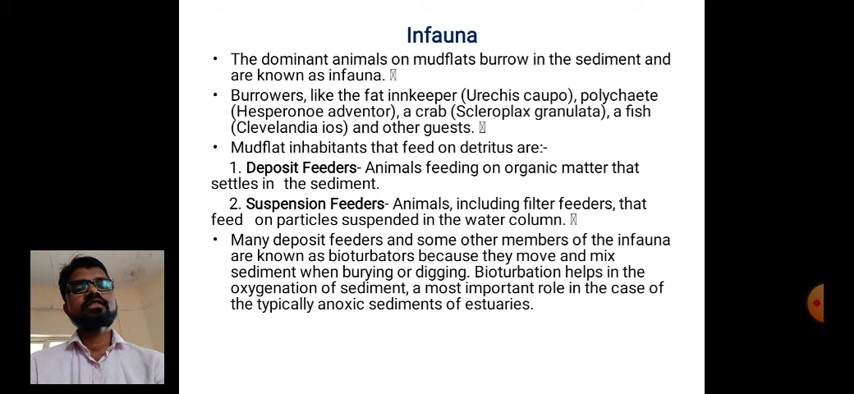 Infauna
• The dominant animals on mudflats burrow in the sediment and
are known as infauna.
• Burrowers, like the fat innkeeper (Urechis caupo), polychaete
(Hesperonoe adventor), a crab (Scleroplax granulata), a fish
(Clevelandia ios) and other guests.
• Mudflat inhabitants that feed on detritus are:-
1. Deposit Feeders- Animals feeding on organic matter that
settles in the sediment.
2. Suspension Feeders- Animals, including filter feeders, that
feed on particles suspended in the water column.
• Many deposit feeders and some other members of the infauna
are known as bioturbators because they move and mix
sediment when burying or digging. Bioturbation helps in the
oxygenation of sediment, a most important role in the case of
the typically anoxic sediments of estuaries.